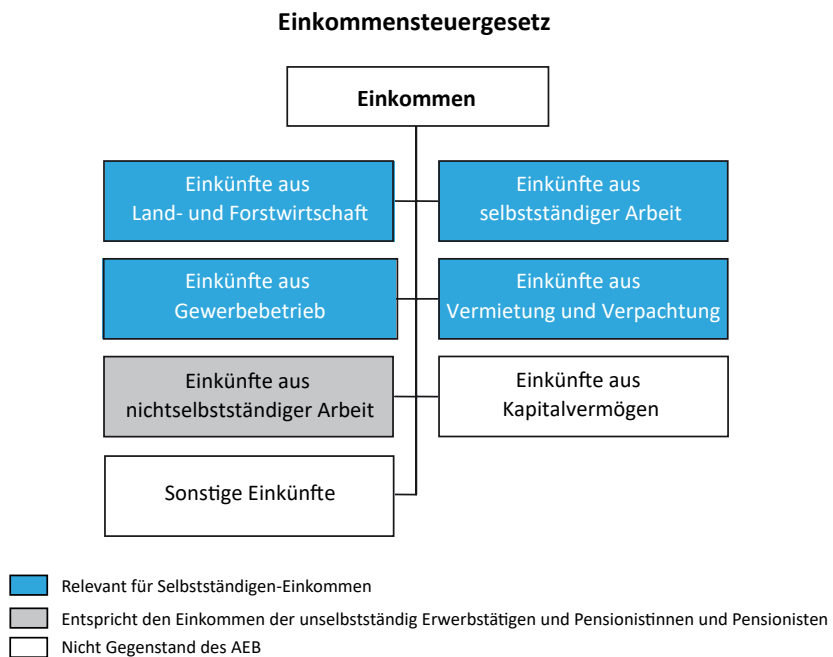 Einkommensteuergesetz
Einkommen
Einkünfte aus
Land- und Forstwirtschaft
Einkünfte aus
selbstständiger Arbeit
Einkünfte aus
Gewerbebetrieb
Einkünfte aus
Vermietung und Verpachtung
Einkünfte aus
nichtselbstständiger Arbeit
Einkünfte aus
Kapitalvermögen
Sonstige Einkünfte
Relevant für Selbstständigen-Einkommen
Entspricht den Einkommen der unselbstständig Erwerbstätigen und Pensionistinnen und Pensionisten
Nicht Gegenstand des AEB